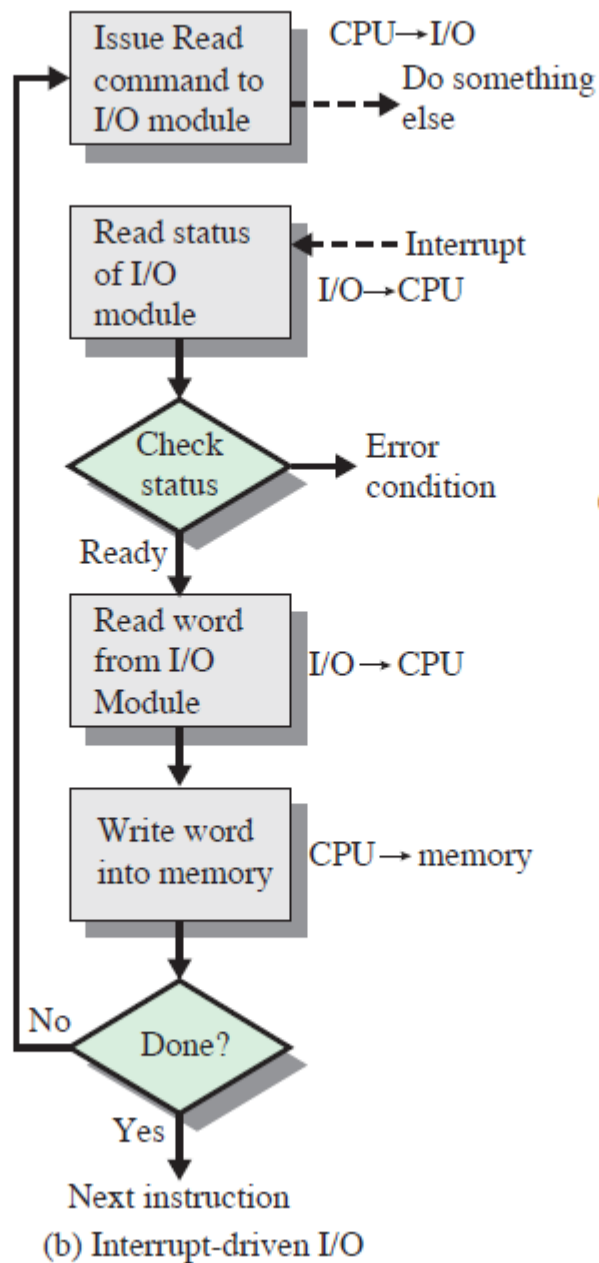 Issue Read
command to
I/O module
CPU→I/O
Do something
else
Read status
of I/O
module
Interrupt
I/O→CPU
Check
status
Error
condition
Ready
Read word
from I/O
Module
I/O→CPU
Write word
into memory
CPU→memory
No
Done?
Yes
Next instruction
(b) Interrupt-driven I/O